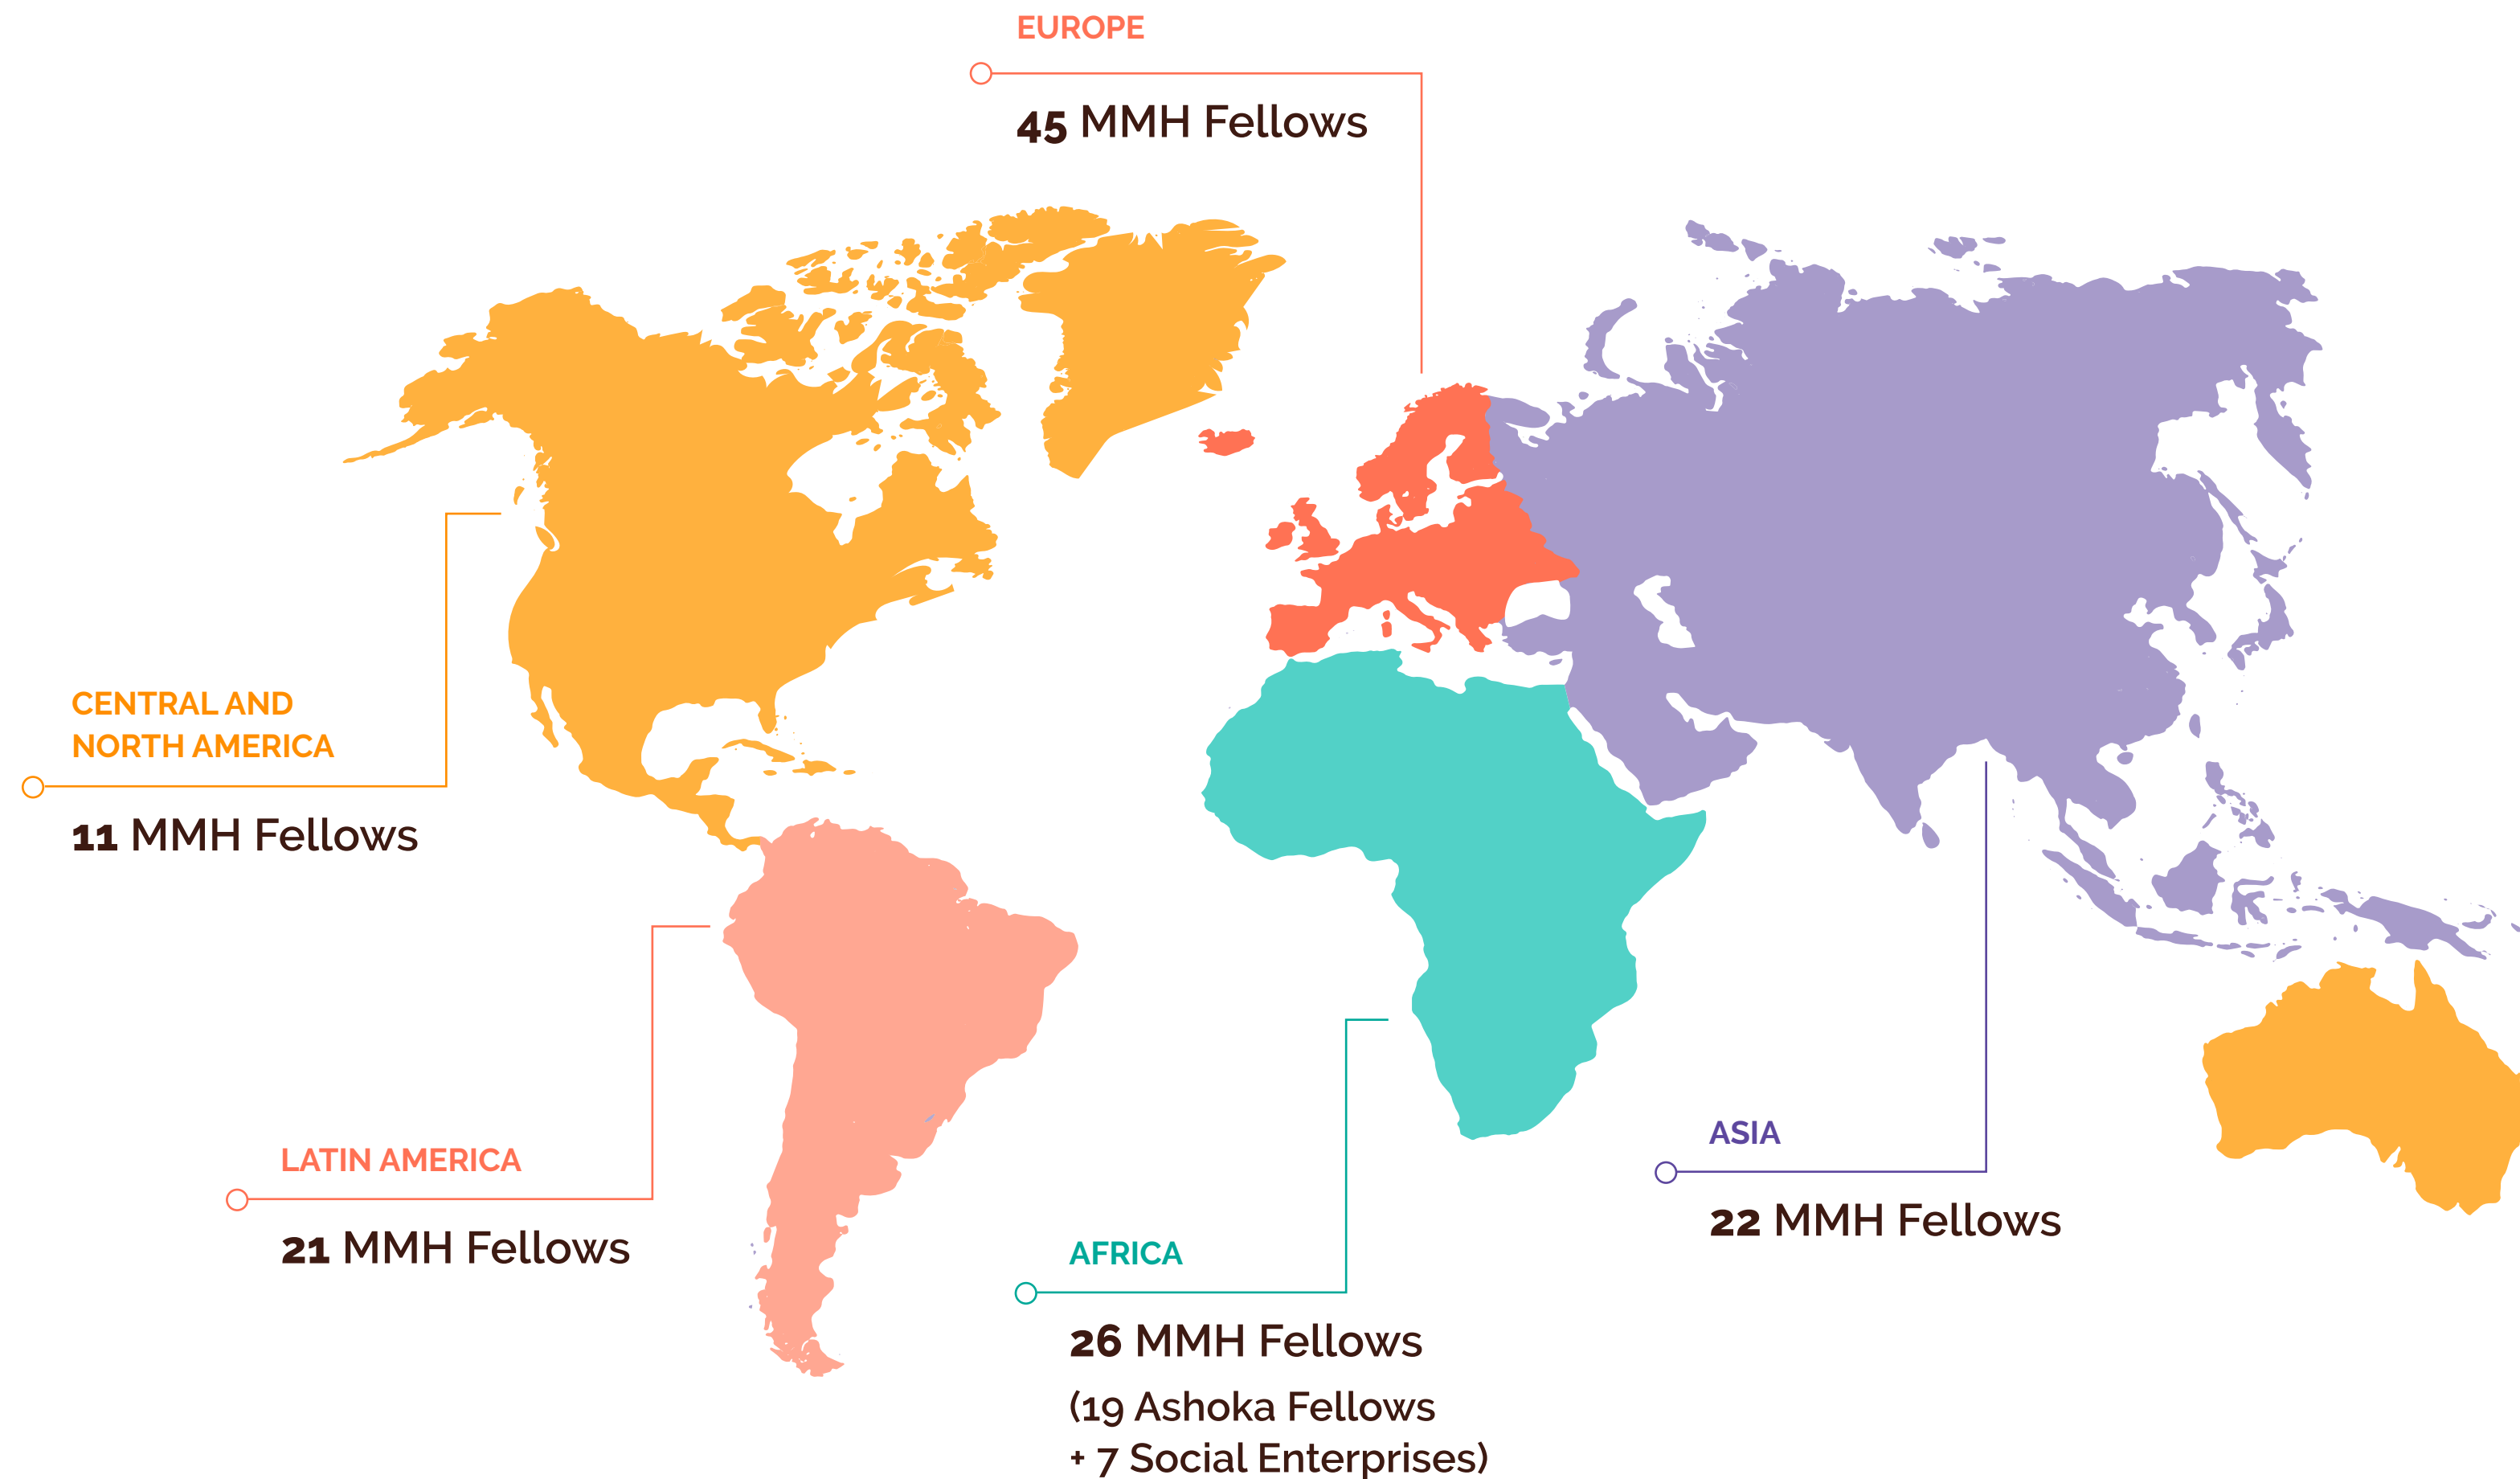 EUROPE
45 MMH Fellows
CENTRAL AND
NORTH AMERICA
11 MMH Fellows
LATIN AMERICA
21 MMH Fellows
AFRICA
26 MMH Fellows
(19 Ashoka Fellows
+ 7 Social Enterprises)
ASIA
22 MMH Fellows